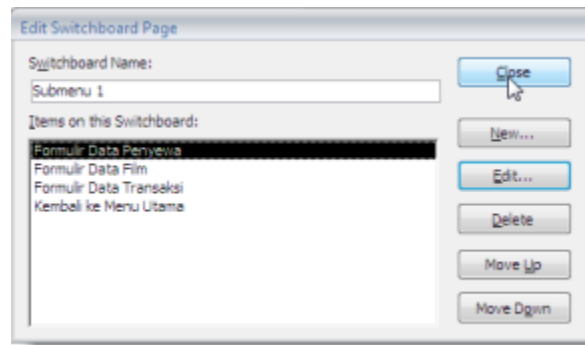 Edit Switchboard Page
Switchboard Name:
Submenu 1
Items on this Switchboard:
Formulir Data Penyewa
Formulir Data Film
Formulir Data Transaksi
Kembali ke Menu Utama
Close
New...
Edit...
Delete
Move Up
Move Down